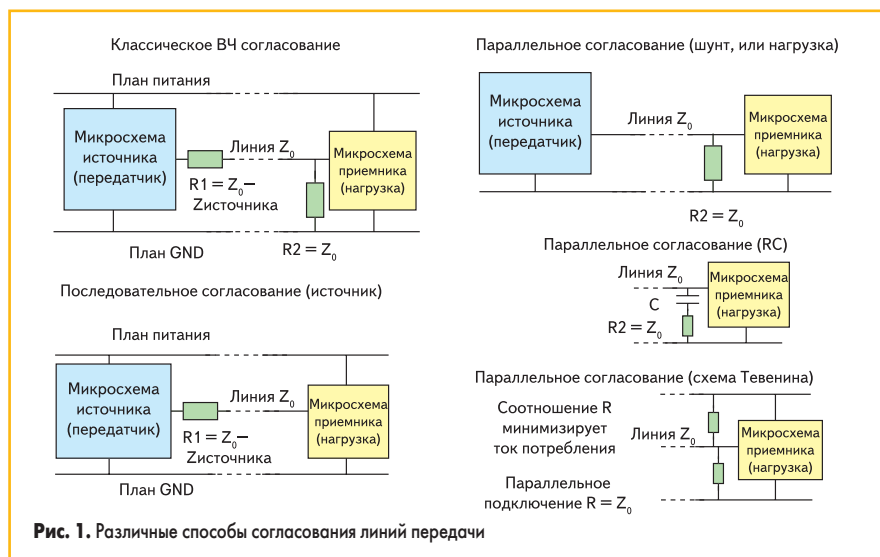 Классическое ВЧ согласование
План питания
Микросхема
источника
(передатчик)
Линия Z₀
R1 = Z₀–
Zисточника
Микросхема
приемника
(нагрузка)
План GND
R2 = Z₀
Последовательное согласование (источник)
План питания
Микросхема
источника
(передатчик)
Линия Z₀
R1 = Z₀–
Zисточника
Микросхема
приемника
(нагрузка)
План GND
Параллельное согласование (шунт, или нагрузка)
Микросхема
источника
(передатчик)
Линия Z₀
Микросхема
приемника
(нагрузка)
R2 = Z₀
Параллельное согласование (RC)
Линия Z₀
C
R2 = Z₀
Микросхема
приемника
(нагрузка)
Параллельное согласование (схема Тевенина)
Соотношение R
минимизирует
ток потребления
Линия Z₀
Микросхема
приемника
(нагрузка)
Параллельное
подключение R = Z₀
Рис. 1. Различные способы согласования линий передачи